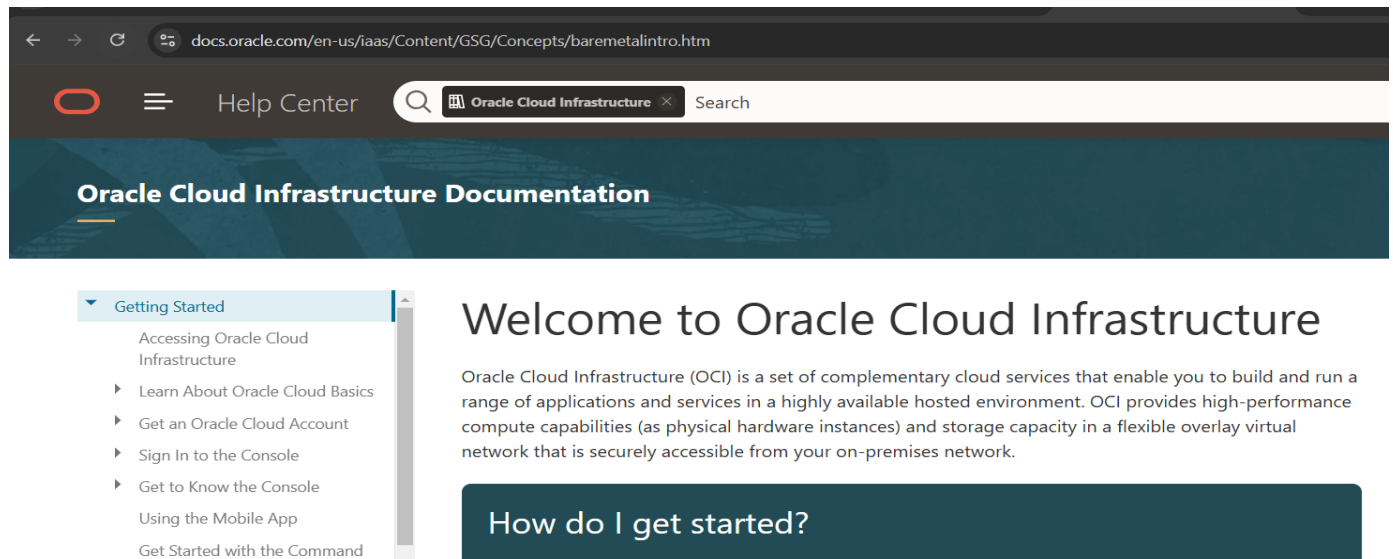 docs.oracle.com/en-us/iaas/Content/GSG/Concepts/baremetalintro.htm
Help Center
Oracle Cloud Infrastructure
Search
Oracle Cloud Infrastructure Documentation
Getting Started
Accessing Oracle Cloud
Infrastructure
Learn About Oracle Cloud Basics
Get an Oracle Cloud Account
Sign In to the Console
Get to Know the Console
Using the Mobile App
Get Started with the Command
Welcome to Oracle Cloud Infrastructure
Oracle Cloud Infrastructure (OCI) is a set of complementary cloud services that enable you to build and run a
range of applications and services in a highly available hosted environment. OCI provides high-performance
compute capabilities (as physical hardware instances) and storage capacity in a flexible overlay virtual
network that is securely accessible from your on-premises network.
How do I get started?